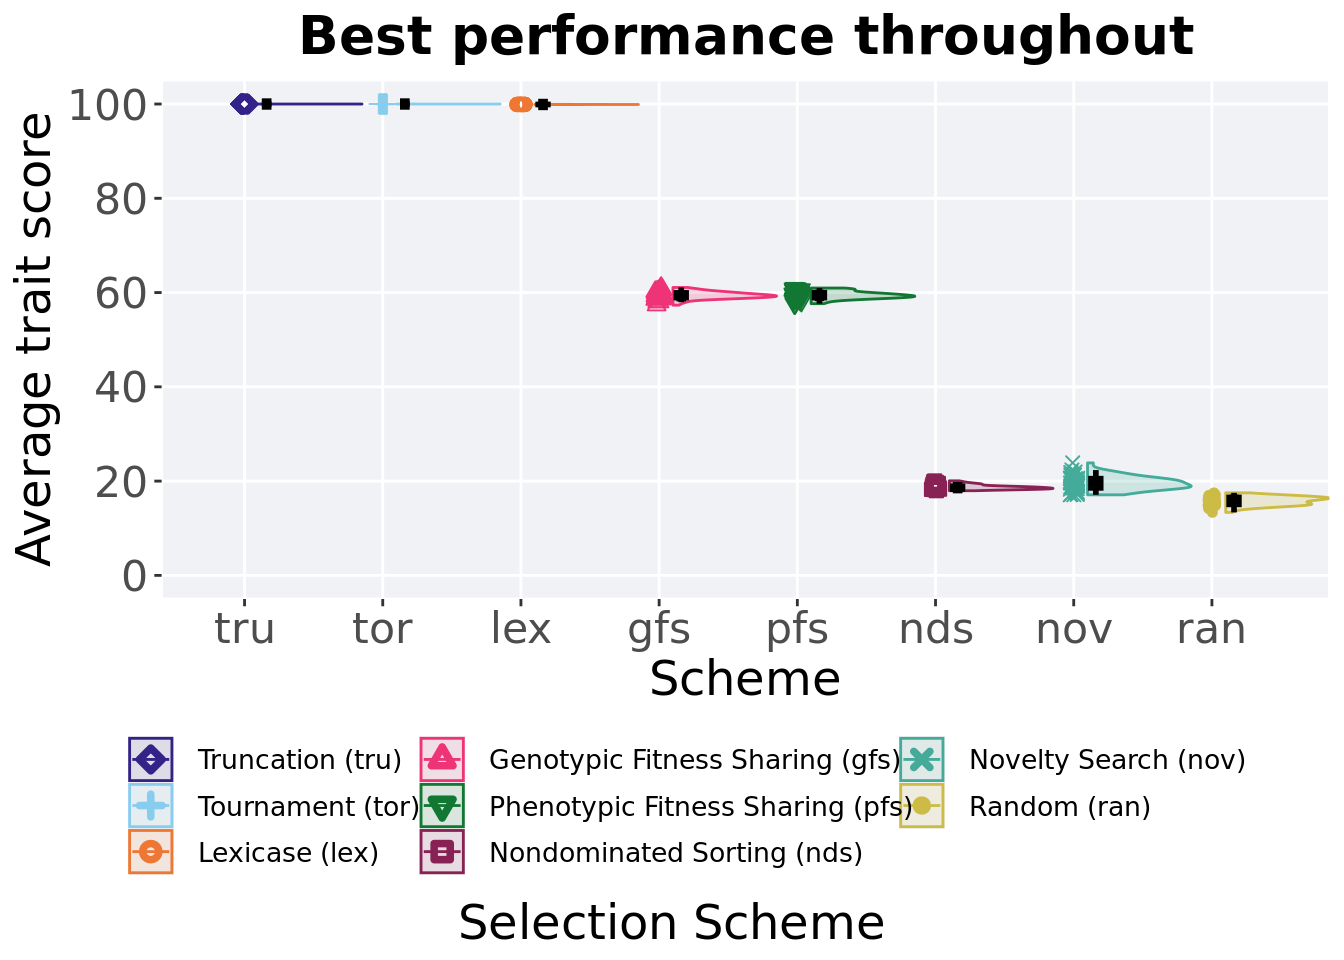 Best performance throughout
Average trait score
100
80
60
40
20
0
tru tor lex gfs pfs nds nov ran
Scheme
Truncation (tru) Genotypic Fitness Sharing (gfs) Novelty Search (nov)
Tournament (tor) Phenotypic Fitness Sharing (pfs) Random (ran)
Lexicase (lex) Nondominated Sorting (nds)
Selection Scheme